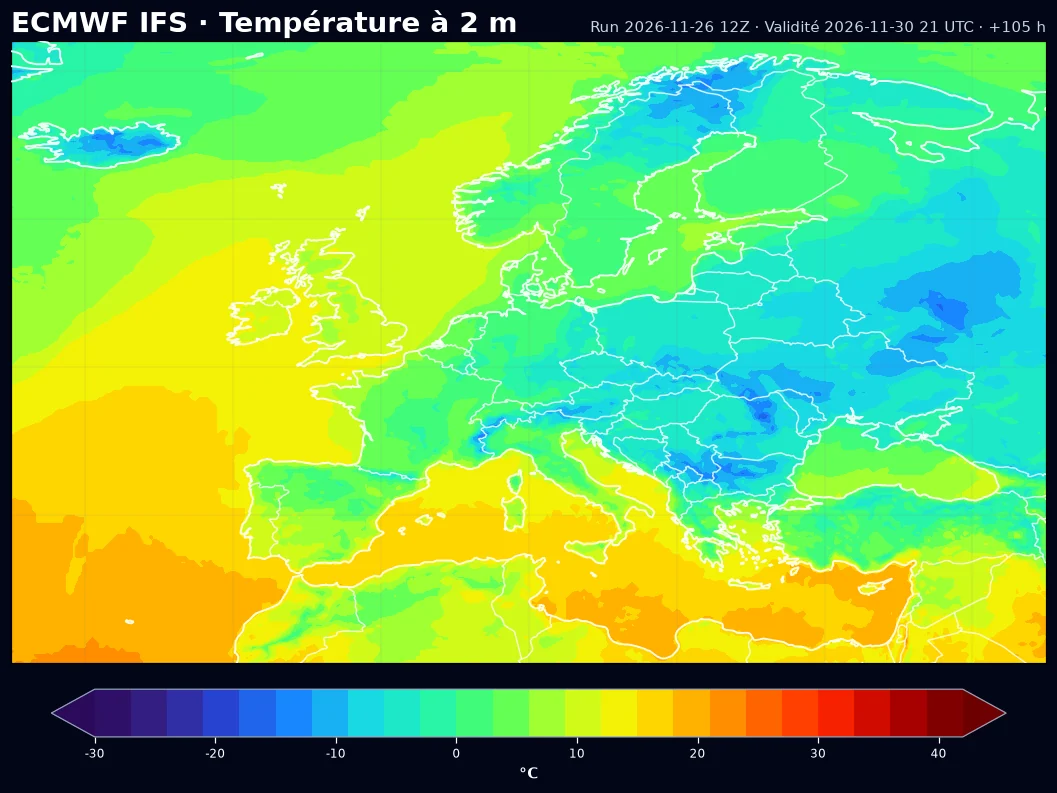 ECMWF IFS · Température à 2 m
Run 2026-11-26 12Z · Validité 2026-11-30 21 UTC · +105 h
-30 -20 -10 0 10 20 30 40
°C